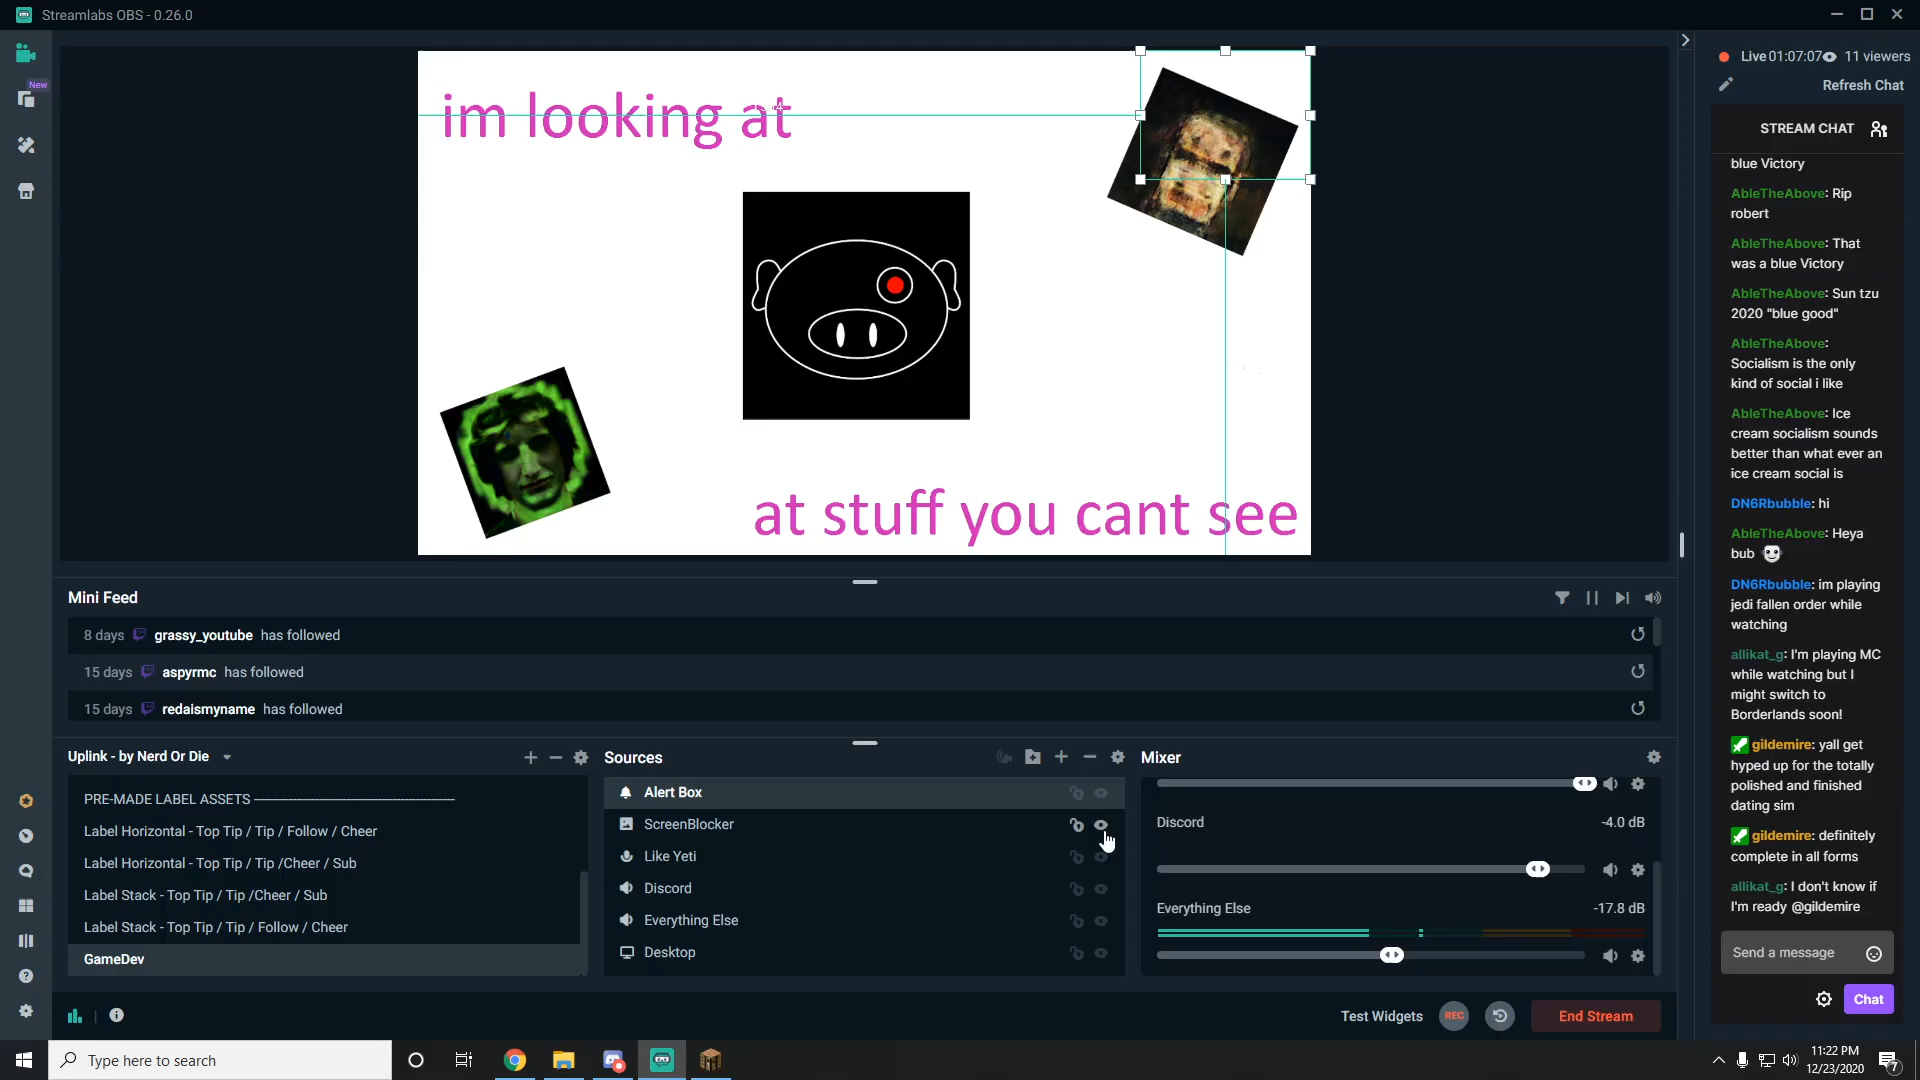 Streamlabs OBS - 0.26.0
New
im looking at
at stuff you cant see
Live 01:07:07 11 viewers
Refresh Chat
STREAM CHAT
blue Victory
AbleTheAbove: Rip
robert
AbleTheAbove: That
was a blue Victory
AbleTheAbove: Sun tzu
2020 "blue good"
AbleTheAbove:
Socialism is the only
kind of social i like
AbleTheAbove: Ice
cream socialism sounds
better than what ever an
ice cream social is
DN6Rbubble: hi
AbleTheAbove: Heya
bub
DN6Rbubble: im playing
jedi fallen order while
watching
allikat_g: I'm playing MC
while watching but I
might switch to
Borderlands soon!
gildemire: yall get
hyped up for the totally
polished and finished
dating sim
gildemire: definitely
complete in all forms
allikat_g: I don't know if
I'm ready @gildemire
Send a message
Chat
Mini Feed
8 days grassy_youtube has followed
15 days aspyrmc has followed
15 days redaismyname has followed
Uplink - by Nerd Or Die
PRE-MADE LABEL ASSETS
Label Horizontal - Top Tip / Tip / Follow / Cheer
Label Horizontal - Top Tip / Tip /Cheer / Sub
Label Stack - Top Tip / Tip /Cheer / Sub
Label Stack - Top Tip / Tip / Follow / Cheer
GameDev
Sources
Alert Box
ScreenBlocker
Like Yeti
Discord
Everything Else
Desktop
Mixer
Discord -4.0 dB
Everything Else -17.8 dB
Test Widgets
REC
End Stream
Type here to search
11:22 PM
12/23/2020
7